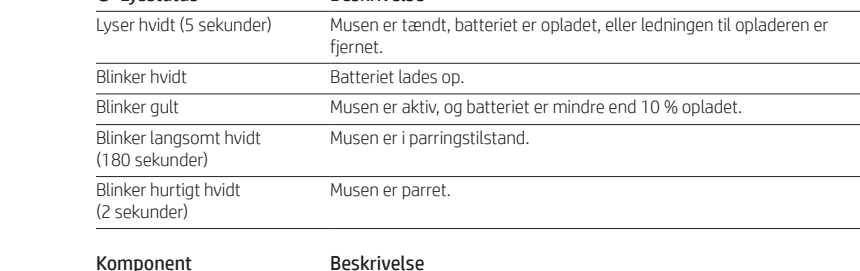 Lyser hvidt (5 sekunder) Musen er tændt, batteriet er opladet, eller ledningen til opladeren er
fjernet.
Blinker hvidt Batteriet lades op.
Blinker gult Musen er aktiv, og batteriet er mindre end 10 % opladet.
Blinker langsomt hvidt Musen er i parringstilstand.
(180 sekunder)
Blinker hurtigt hvidt Musen er parret.
(2 sekunder)
Komponent Beskrivelse